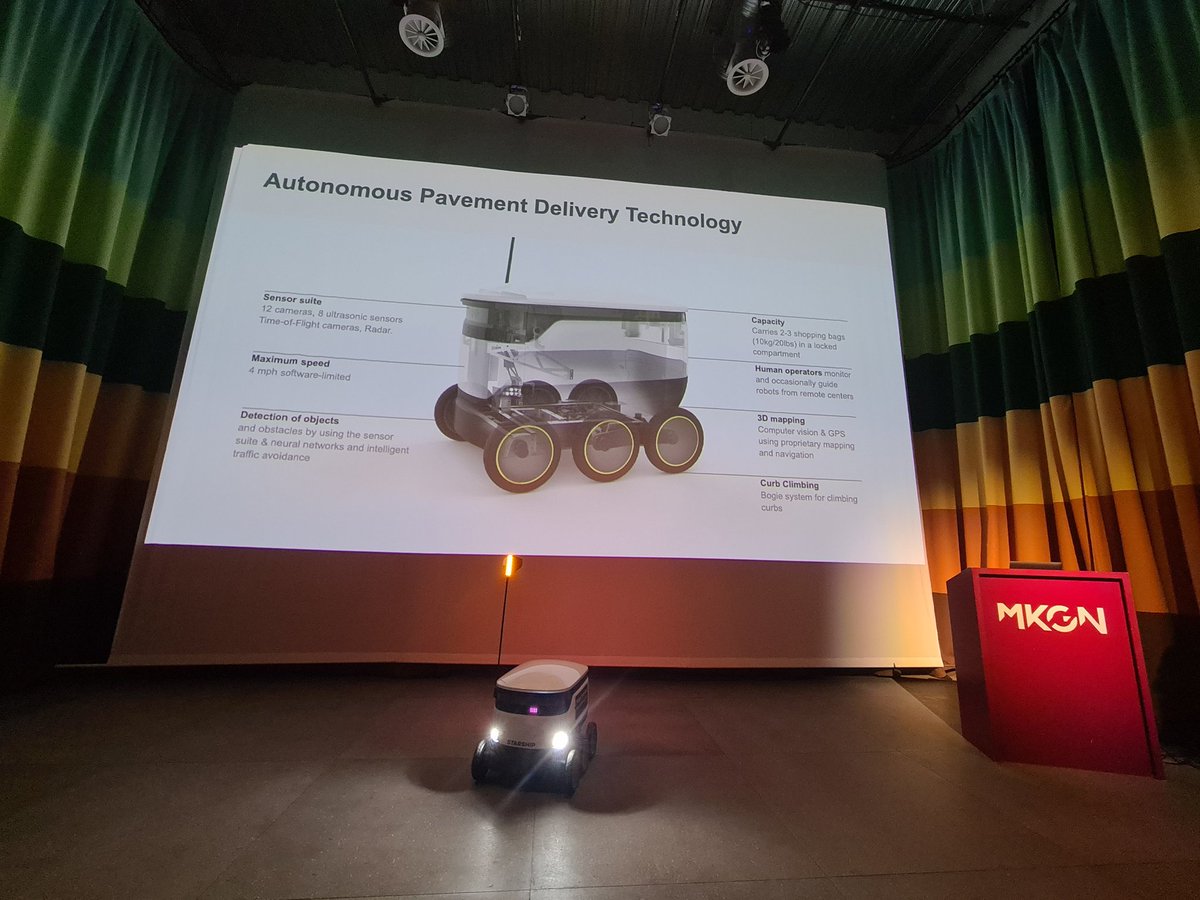 Autonomous Pavement Delivery Technology
Sensor suite
12 cameras, 8 ultrasonic sensors
Time-of-Flight cameras, Radar.
Maximum speed
4 mph software-limited
Detection of objects
and obstacles by using the sensor
suite & neural networks and intelligent
traffic avoidance
Capacity
Carries 2-3 shopping bags
(10kg/20lbs) in a locked
compartment
Human operators monitor
and occasionally guide
robots from remote centers
3D mapping
Computer vision & GPS
using proprietary mapping
and navigation
Curb Climbing
Bogie system for climbing
curbs
STARSHIP
MKGN